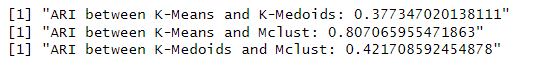 [1] "ARI between K-Means and K-Medoids: 0.377347020138111"
[1] "ARI between K-Means and Mclust: 0.807065955471863"
[1] "ARI between K-Medoids and Mclust: 0.421708592454878"